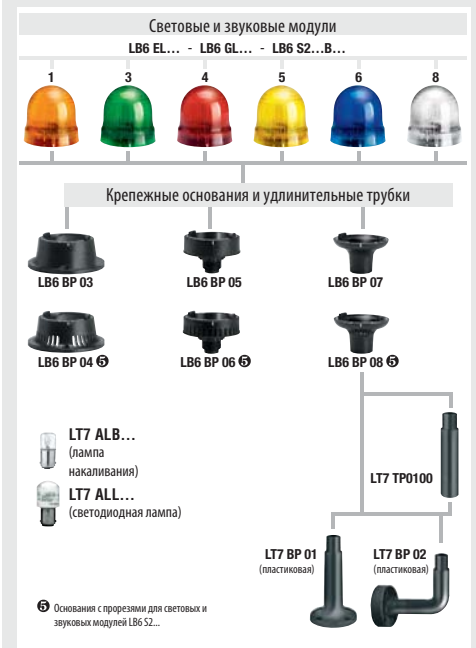 Световые и звуковые модули
LB6 EL... - LB6 GL... - LB6 S2...B...
1 3 4 5 6 8
Крепежные основания и удлинительные трубки
LB6 BP 03 LB6 BP 05 LB6 BP 07
LB6 BP 04 ❺ LB6 BP 06 ❺ LB6 BP 08 ❺
LT7 ALB...
(лампа
накаливания)
LT7 ALL...
(светодиодная лампа)
LT7 TP0100
LT7 BP 01 LT7 BP 02
(пластиковая) (пластиковая)
❺ Основания с прорезями для световых и
звуковых модулей LB6 S2...